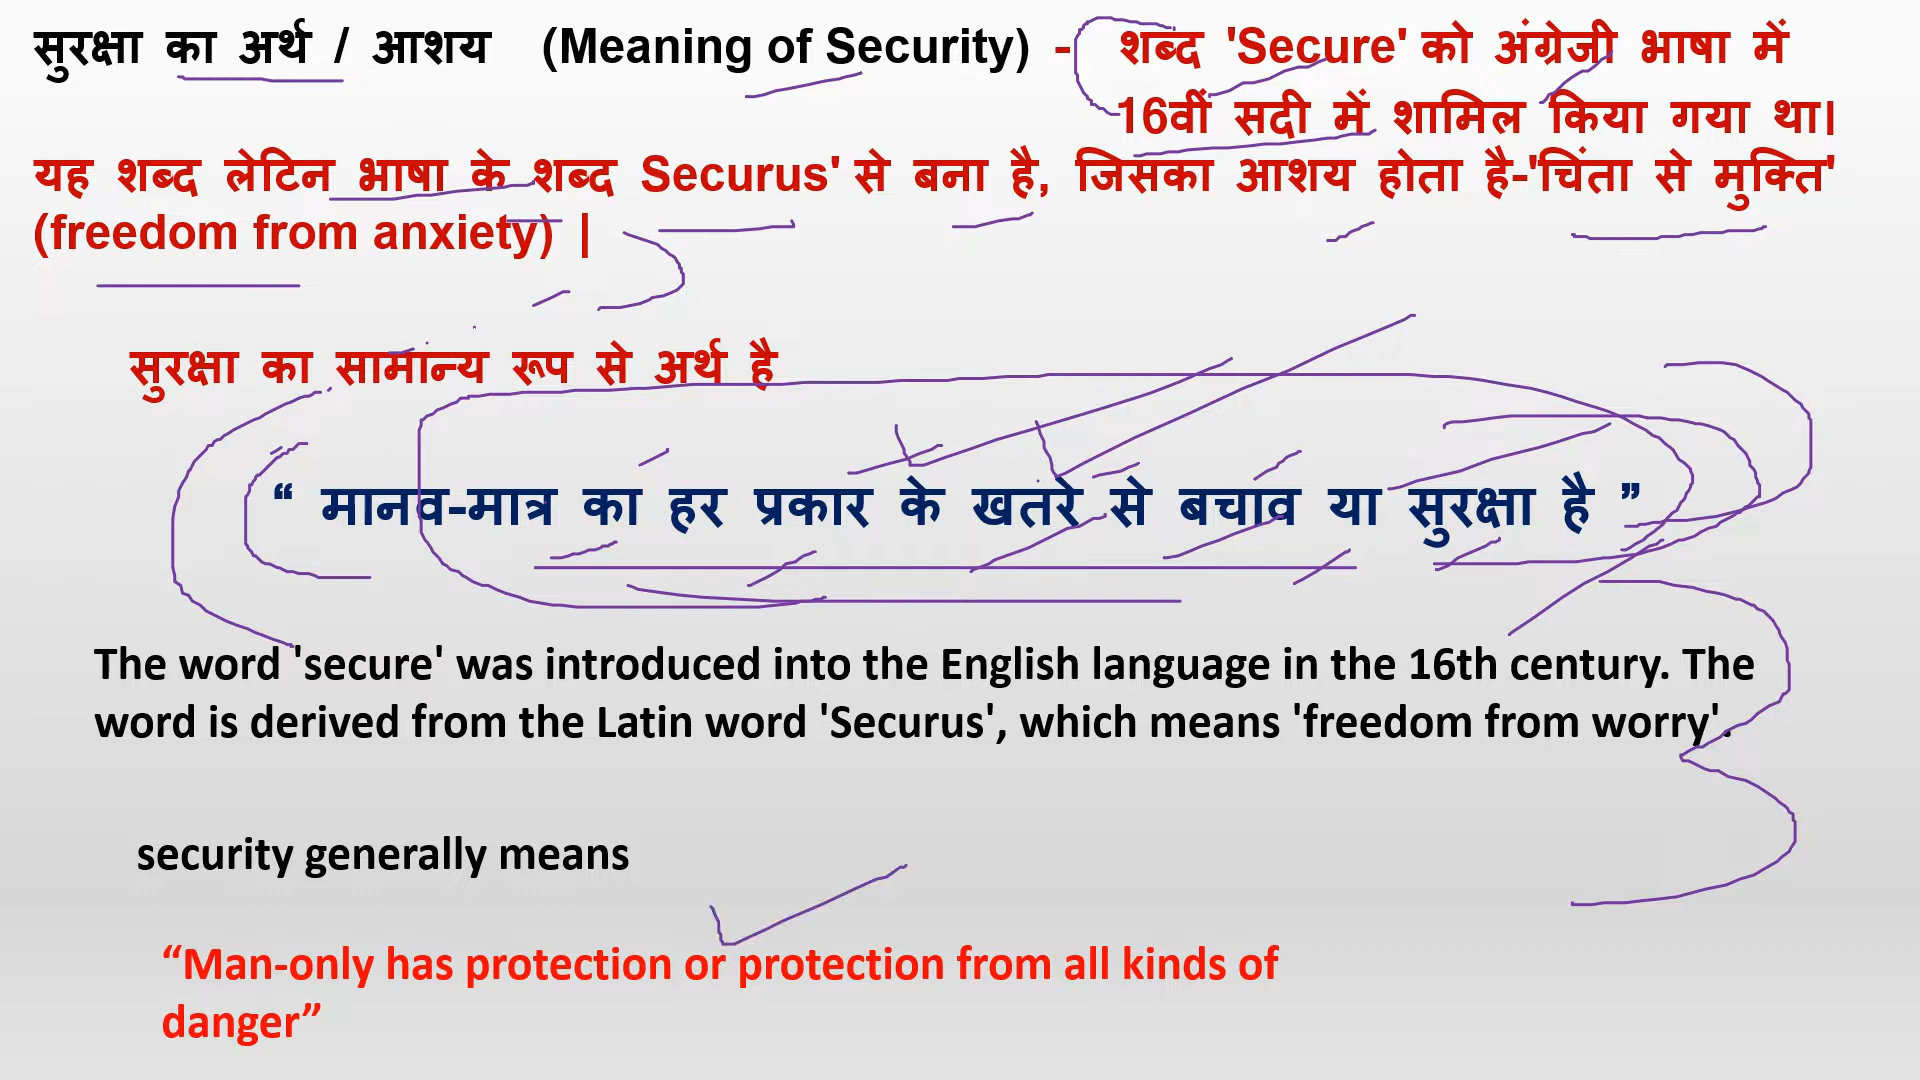 सुरक्षा का अर्थ / आशय (Meaning of Security) - शब्द 'Secure' को अंग्रेजी भाषा में
16वीं सदी में शामिल किया गया था।
यह शब्द लेटिन भाषा के शब्द Securus' से बना है, जिसका आशय होता है-'चिंता से मुक्ति'
(freedom from anxiety) |
सुरक्षा का सामान्य रूप से अर्थ है
“ मानव-मात्र का हर प्रकार के खतरे से बचाव या सुरक्षा है ”
The word 'secure' was introduced into the English language in the 16th century. The
word is derived from the Latin word 'Securus', which means 'freedom from worry'.
security generally means
“Man-only has protection or protection from all kinds of
danger”